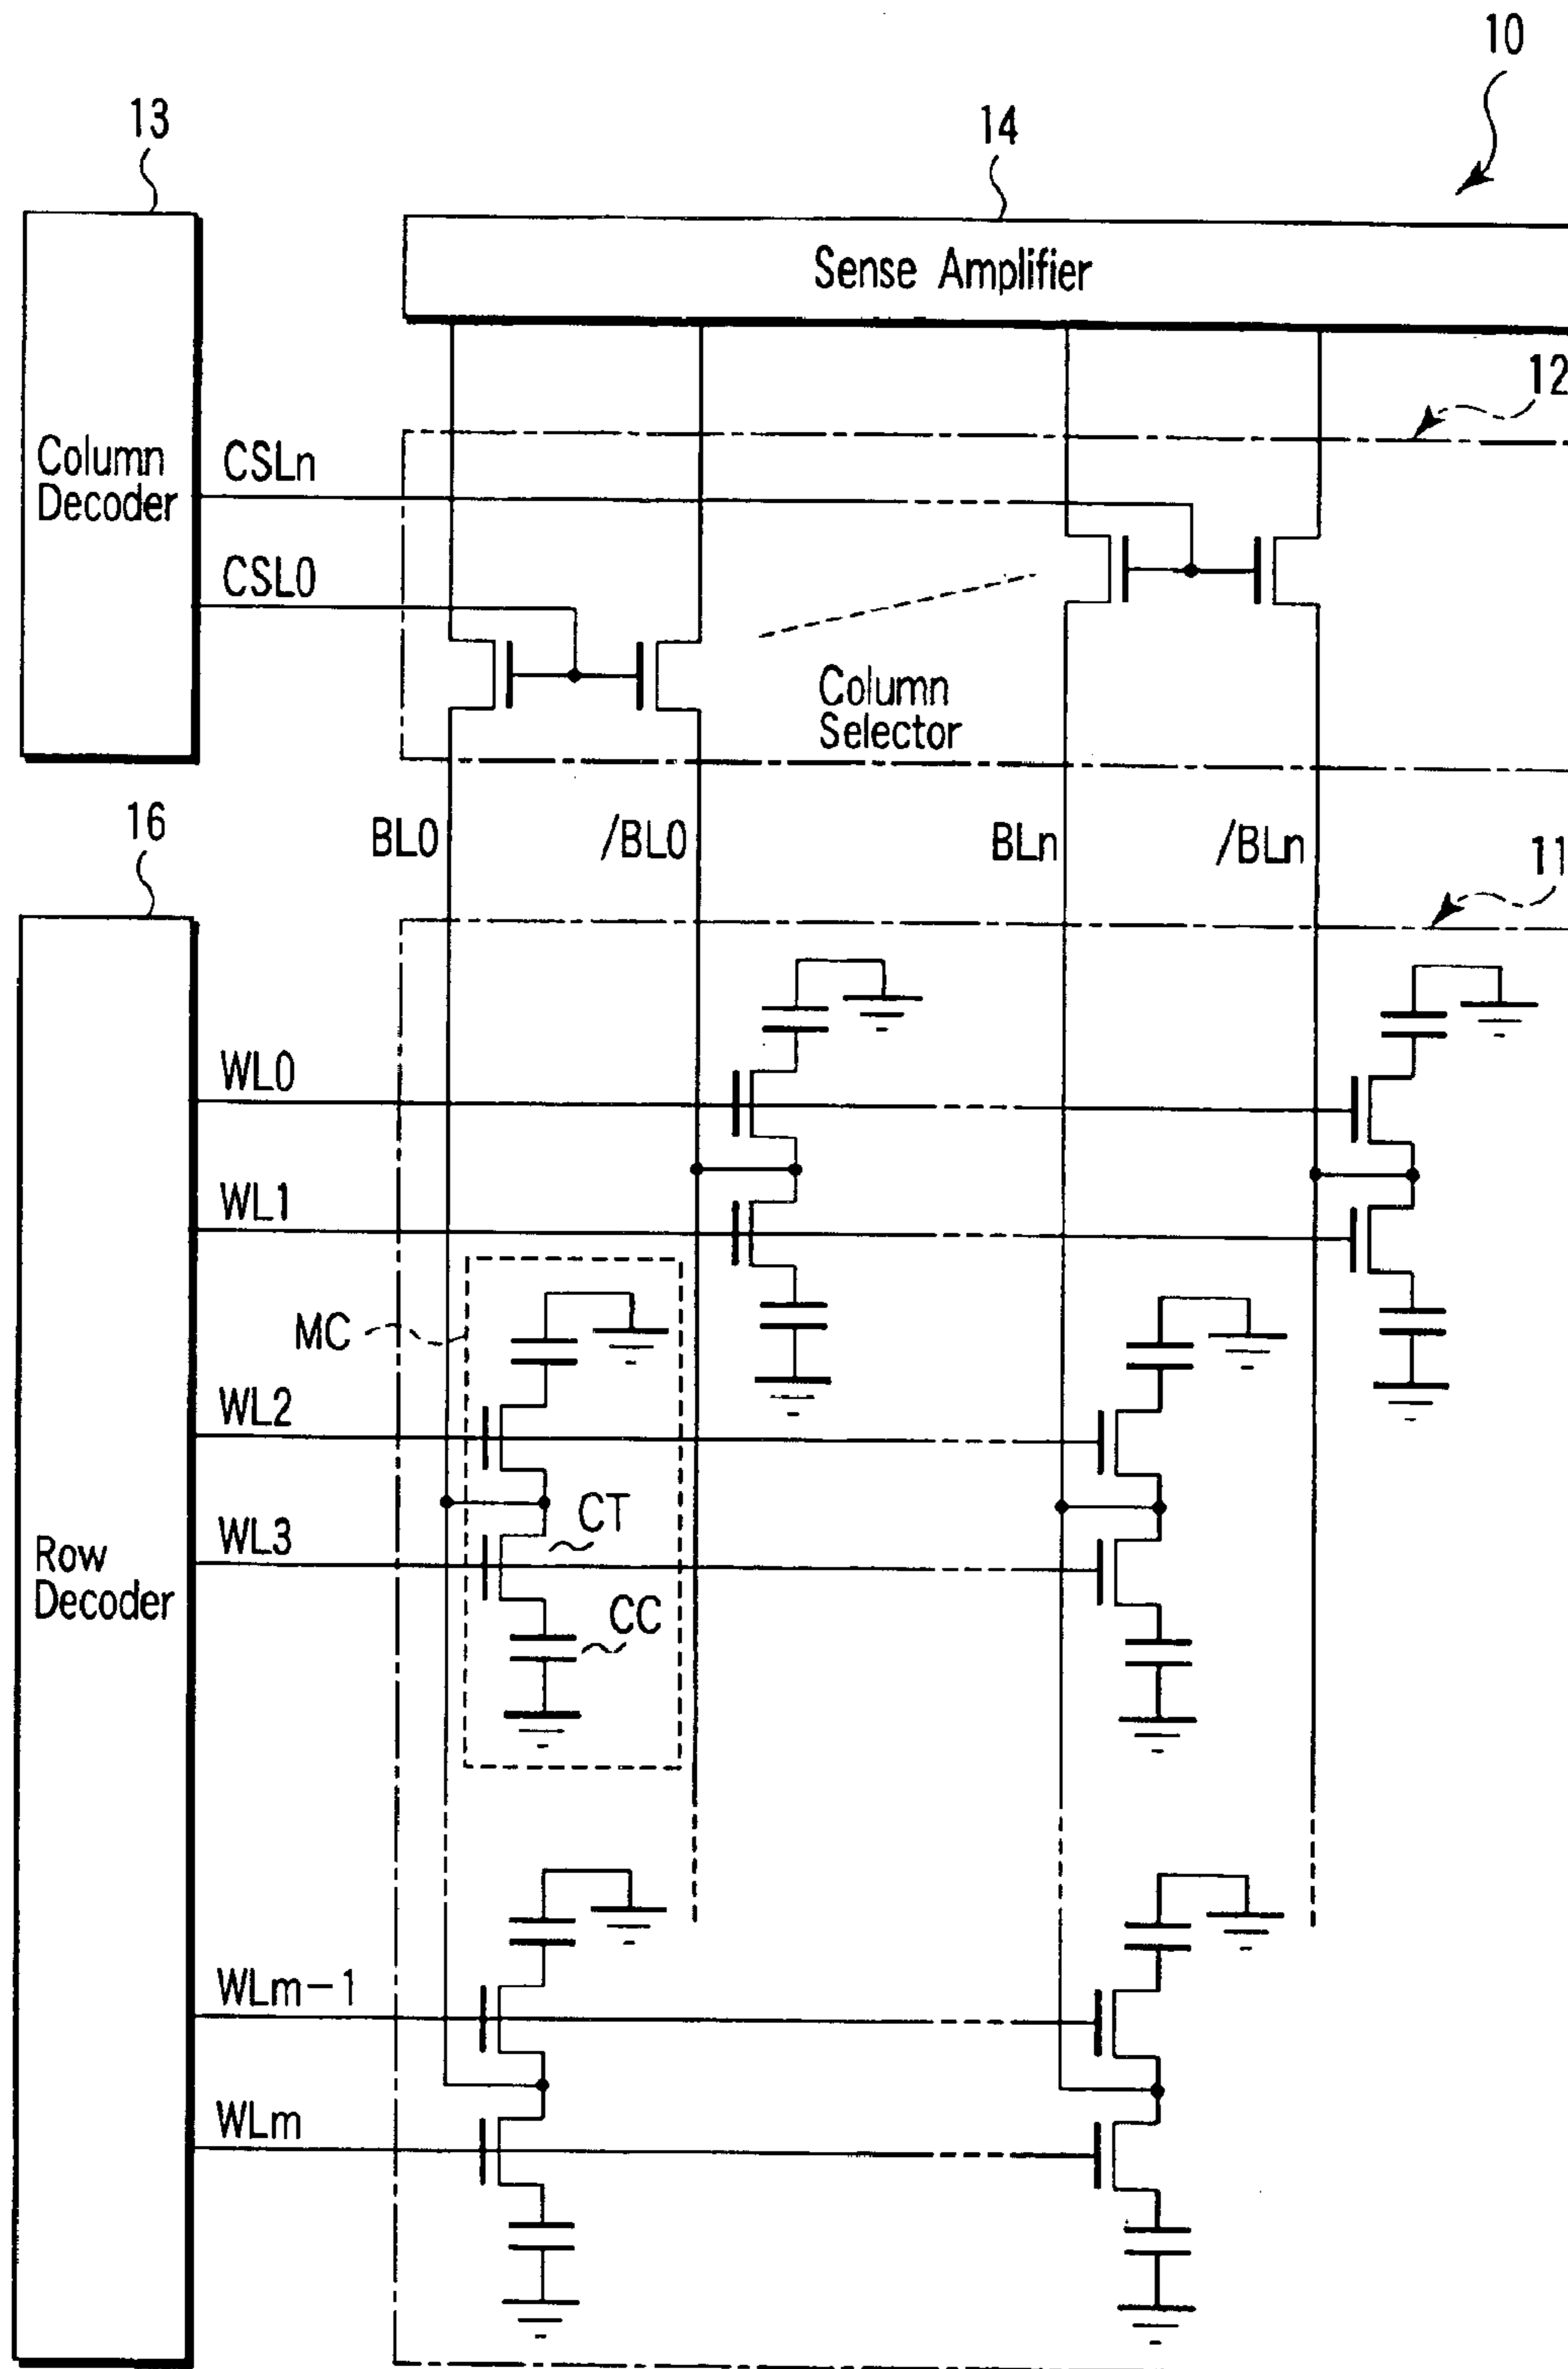 10
13
14
Sense Amplifier
12
Column
Decoder
CSLn
CSL0
Column
Selector
16
BL0
/BL0
BLn
/BLn
11
WL0
WL1
MC
WL2
CT
WL3
Row
Decoder
CC
WLm-1
WLm